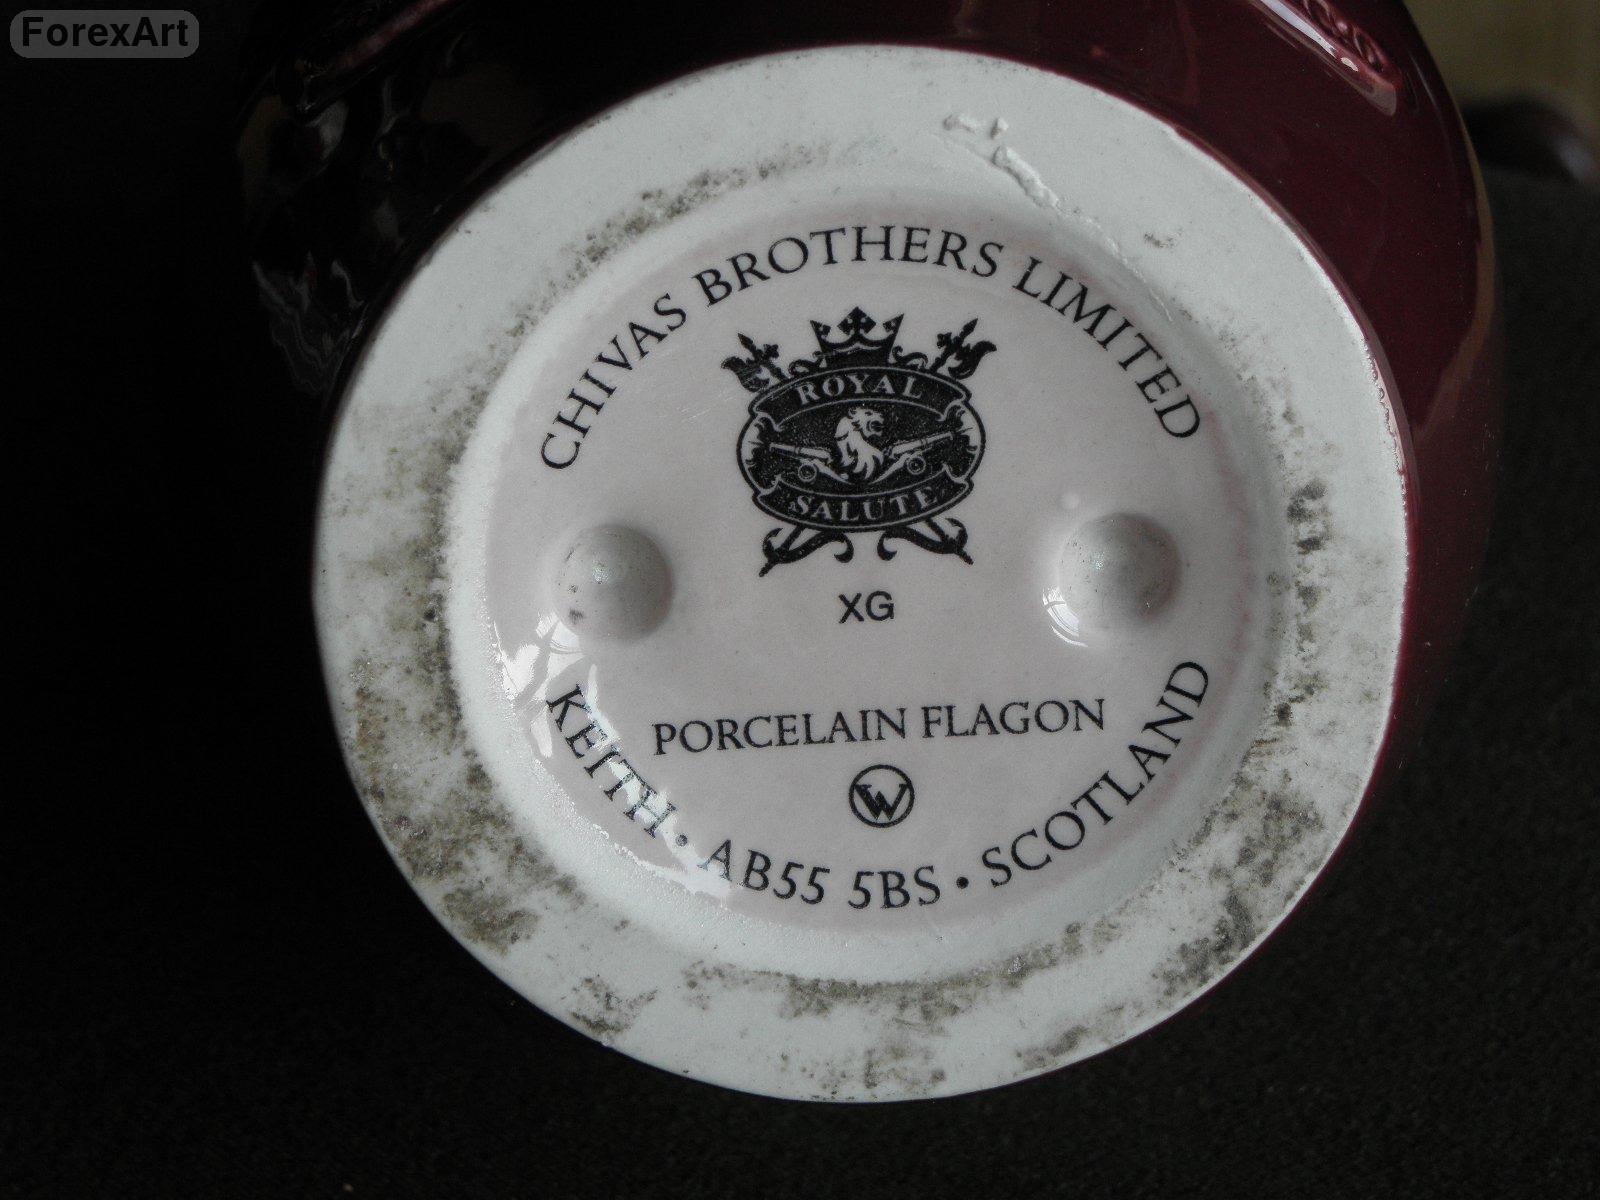 ForexArt
CHIVAS BROTHERS LIMITED
ROYAL
SALUTE
XG
PORCELAIN FLAGON
W
KEITH • AB55 5BS • SCOTLAND